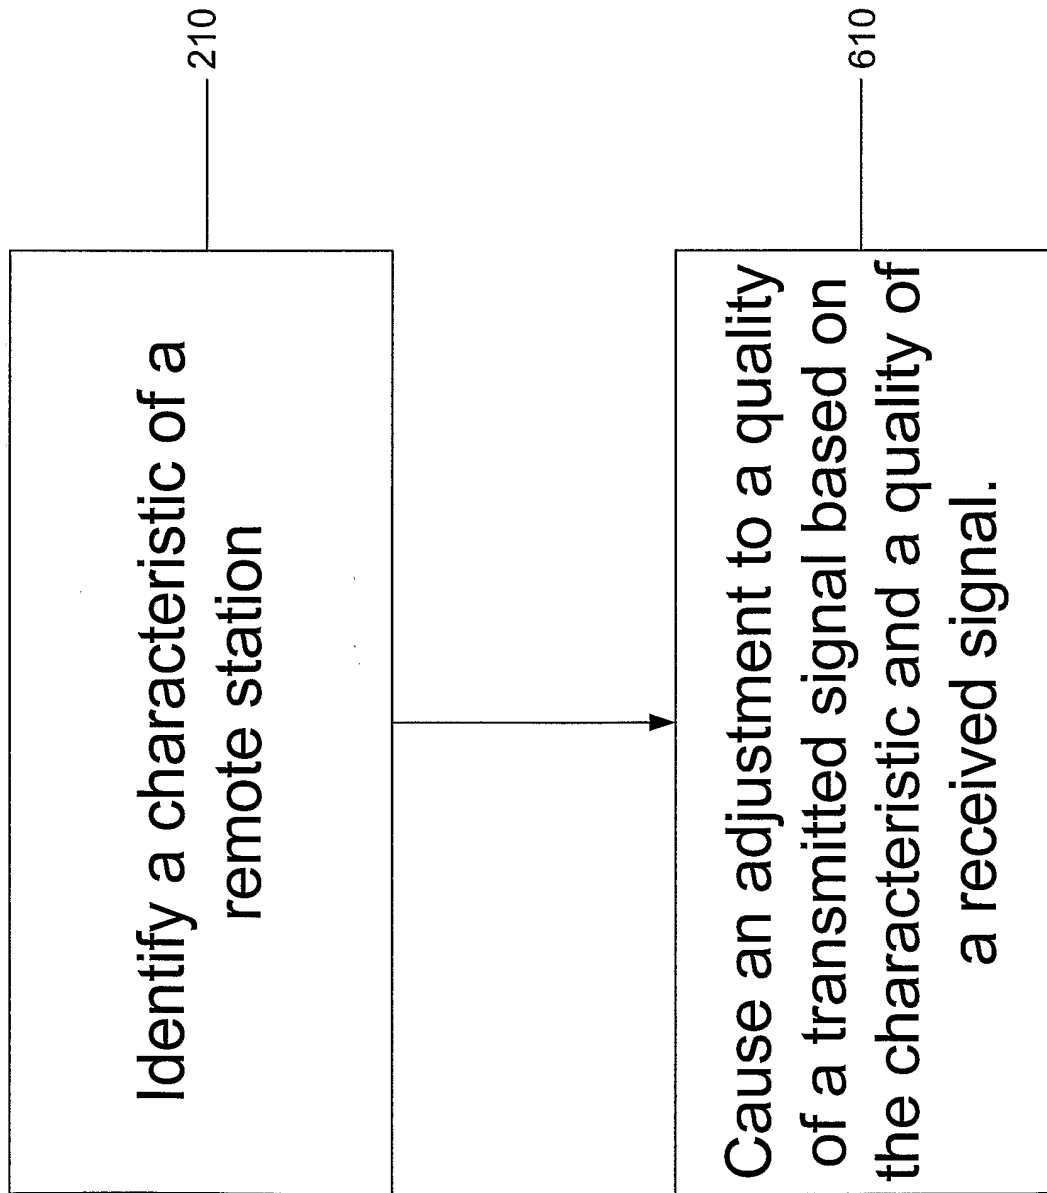 Identify a characteristic of a
remote station
210
Cause an adjustment to a quality
of a transmitted signal based on
the characteristic and a quality of
a received signal.
610